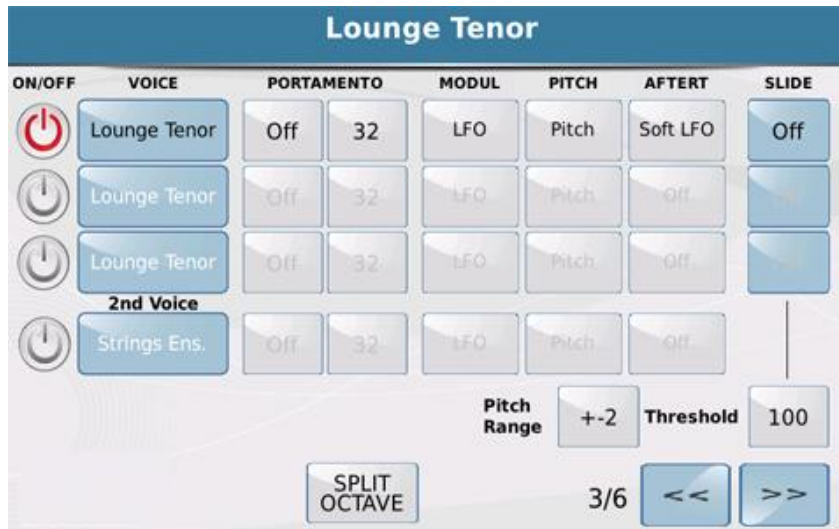 Lounge Tenor
ON/OFF VOICE PORTAMENTO MODUL PITCH AFTERT SLIDE
Lounge Tenor Off 32 LFO Pitch Soft LFO Off
Lounge Tenor Off 32 LFO Pitch Off
Lounge Tenor Off 32 LFO Pitch Off
2nd Voice
Strings Ens. Off 32 LFO Pitch Off
Pitch
Range +-2 Threshold 100
SPLIT
OCTAVE 3/6 << >>